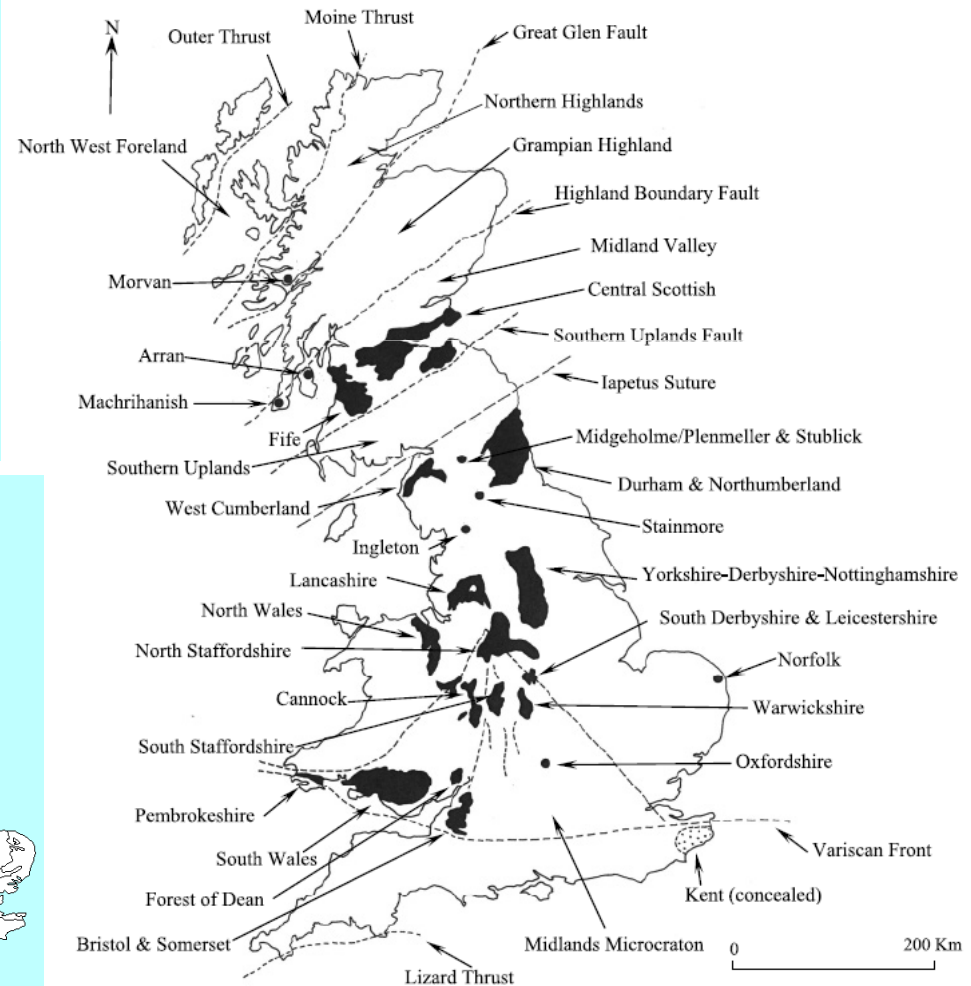 Moine Thrust
N
Outer Thrust
Great Glen Fault
Northern Highlands
North West Foreland
Grampian Highland
Highland Boundary Fault
Midland Valley
Morvan
Central Scottish
Southern Uplands Fault
Arran
Iapetus Suture
Machrihanish
Fife
Midgeholme/Plenmeller & Stublick
Southern Uplands
Durham & Northumberland
West Cumberland
Stainmore
Ingleton
Lancashire
Yorkshire-Derbyshire-Nottinghamshire
North Wales
South Derbyshire & Leicestershire
North Staffordshire
Norfolk
Cannock
Warwickshire
South Staffordshire
Oxfordshire
Pembrokeshire
South Wales
Variscan Front
Forest of Dean
Kent (concealed)
Bristol & Somerset
Midlands Microcraton
0
200 Km
Lizard Thrust